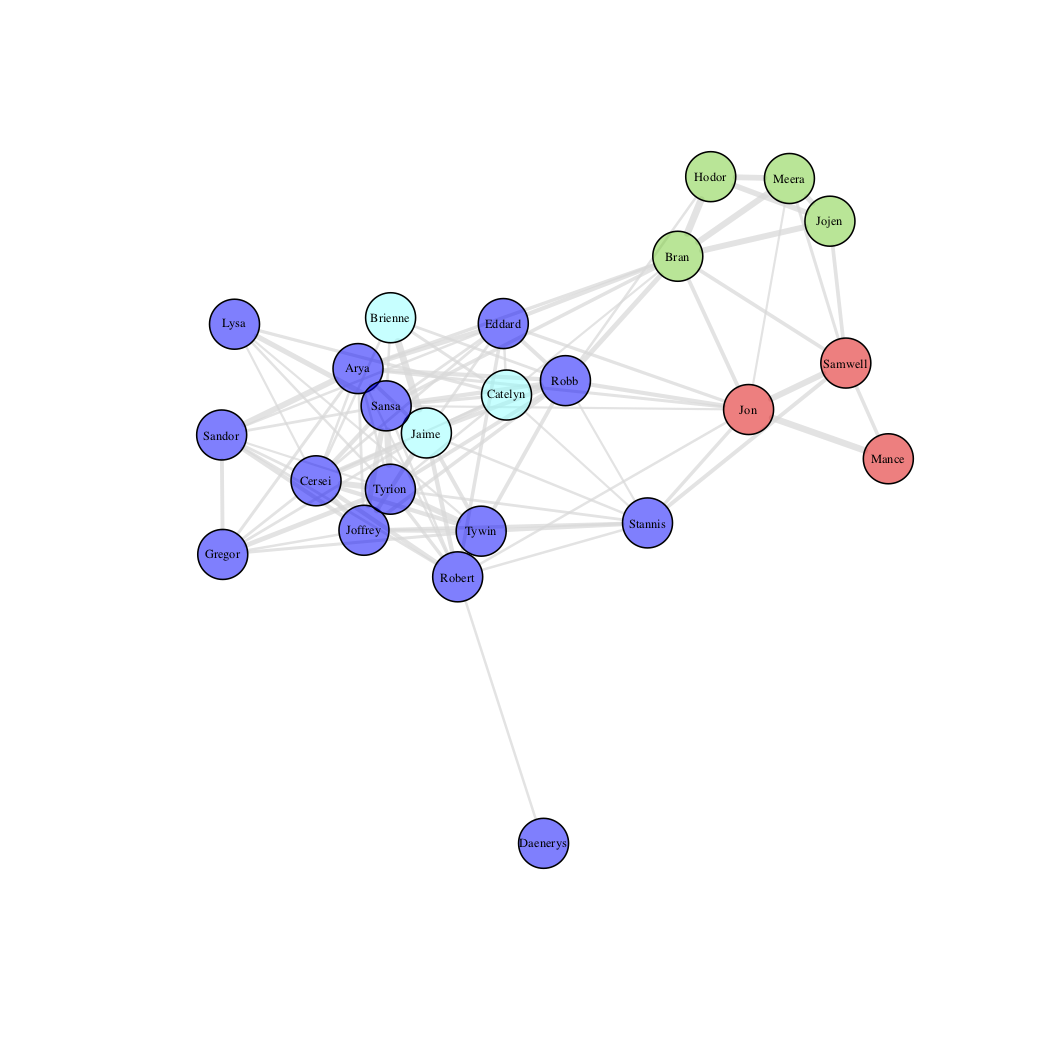 Hodor
Meera
Jojen
Bran
Lysa
Brienne
Eddard
Arya
Robb
Catelyn
Sansa
Samwell
Jon
Sandor
Jaime
Mance
Cersei
Tyrion
Stannis
Joffrey
Tywin
Gregor
Robert
Daenerys